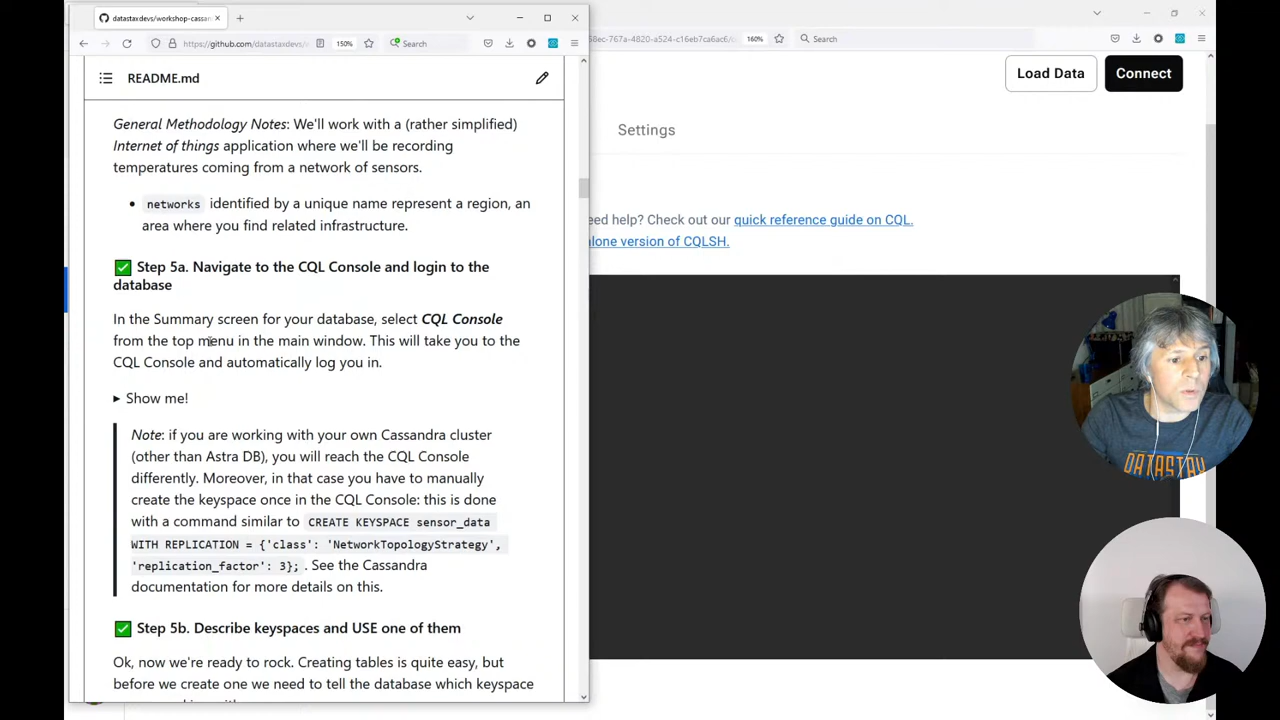 datastaxdevs/workshop-cassan
https://github.com/datastaxdevs/w
150%
Search
58ec-767a-4820-a524-c16eb7ca6ac6/
160%
Search
README.md
Load Data
Connect
Settings
General Methodology Notes: We'll work with a (rather simplified)
Internet of things application where we'll be recording
temperatures coming from a network of sensors.
networks identified by a unique name represent a region, an
area where you find related infrastructure.
eed help? Check out our quick reference guide on CQL.
alone version of CQLSH.
Step 5a. Navigate to the CQL Console and login to the
database
In the Summary screen for your database, select CQL Console
from the top menu in the main window. This will take you to the
CQL Console and automatically log you in.
Show me!
Note: if you are working with your own Cassandra cluster
(other than Astra DB), you will reach the CQL Console
differently. Moreover, in that case you have to manually
create the keyspace once in the CQL Console: this is done
with a command similar to CREATE KEYSPACE sensor_data
WITH REPLICATION = {'class': 'NetworkTopologyStrategy',
'replication_factor': 3}; . See the Cassandra
documentation for more details on this.
Step 5b. Describe keyspaces and USE one of them
Ok, now we're ready to rock. Creating tables is quite easy, but
before we create one we need to tell the database which keyspace
DATASTAX